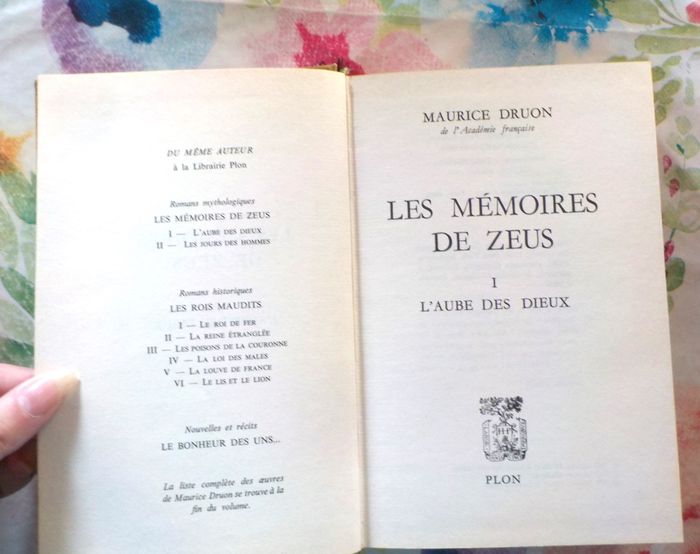 DU MÊME AUTEUR
à la Librairie Plon
Romans mythologiques
LES MÉMOIRES DE ZEUS
I — L'AUBE DES DIEUX
II — LES JOURS DES HOMMES
Romans historiques
LES ROIS MAUDITS
I — LE ROI DE FER
II — LA REINE ÉTRANGLÉE
III — LES POISONS DE LA COURONNE
IV — LA LOI DES MALES
V — LA LOUVE DE FRANCE
VI — LE LIS ET LE LION
Nouvelles et récits
LE BONHEUR DES UNS...
La liste complète des œuvres
de Maurice Druon se trouve à la
fin du volume.
MAURICE DRUON
de l'Académie française
LES MÉMOIRES
DE ZEUS
I
L'AUBE DES DIEUX
PLON